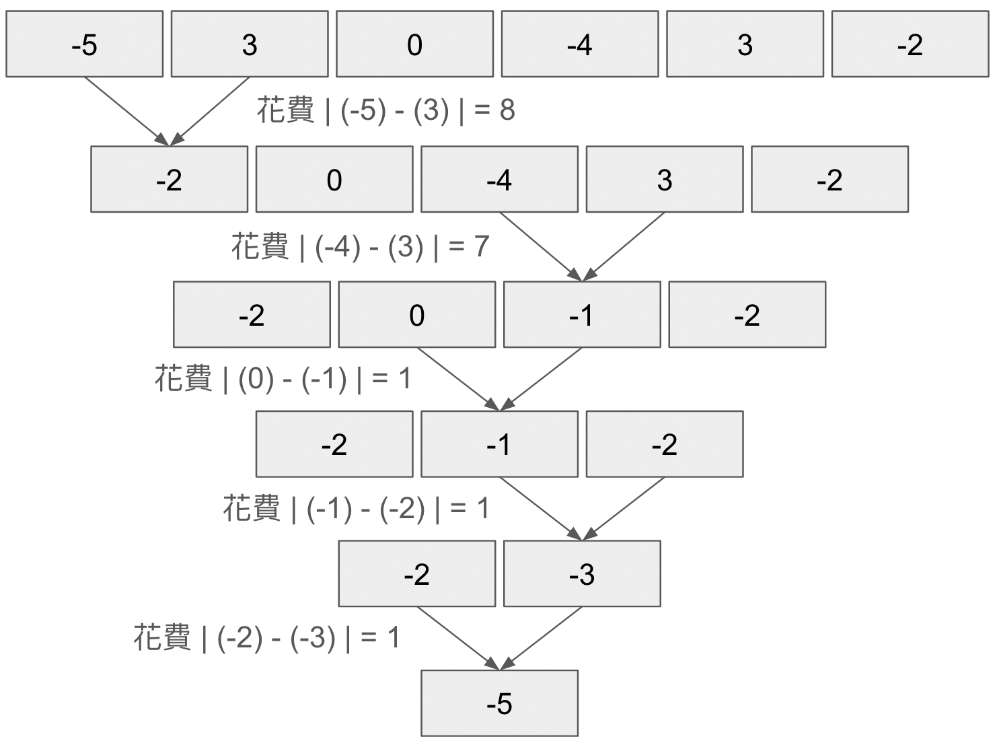 -5 3 0 -4 3 -2
花費 | (-5) - (3) | = 8
-2 0 -4 3 -2
花費 | (-4) - (3) | = 7
-2 0 -1 -2
花費 | (0) - (-1) | = 1
-2 -1 -2
花費 | (-1) - (-2) | = 1
-2 -3
花費 | (-2) - (-3) | = 1
-5